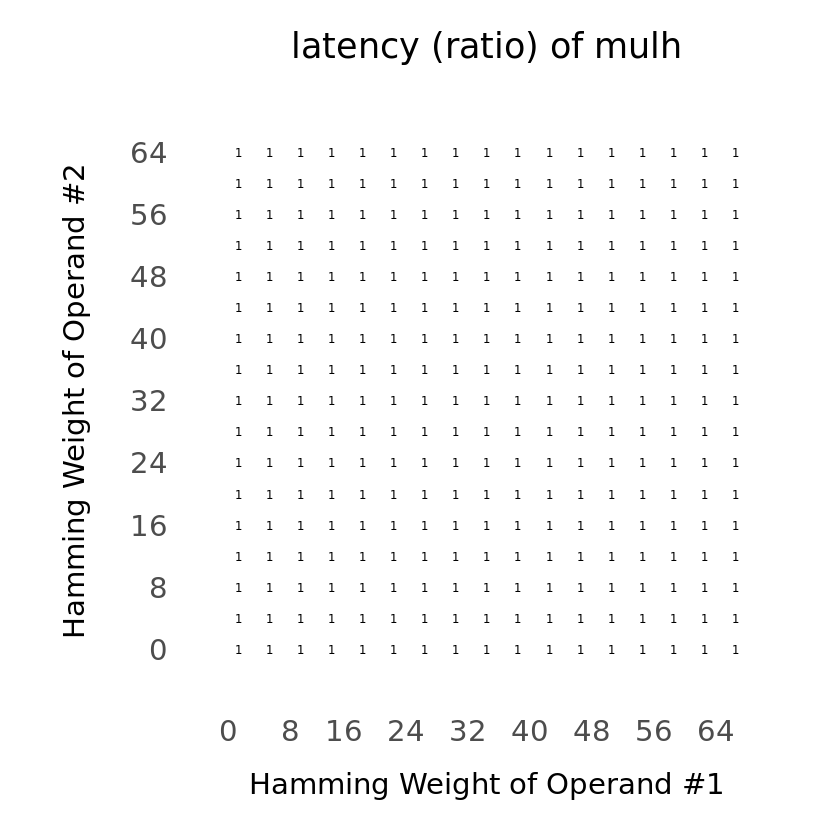 latency (ratio) of mulh
Hamming Weight of Operand #2
64 1 1 1 1 1 1 1 1 1 1 1 1 1 1 1 1 1
1 1 1 1 1 1 1 1 1 1 1 1 1 1 1 1 1
56 1 1 1 1 1 1 1 1 1 1 1 1 1 1 1 1 1
1 1 1 1 1 1 1 1 1 1 1 1 1 1 1 1 1
48 1 1 1 1 1 1 1 1 1 1 1 1 1 1 1 1 1
1 1 1 1 1 1 1 1 1 1 1 1 1 1 1 1 1
40 1 1 1 1 1 1 1 1 1 1 1 1 1 1 1 1 1
1 1 1 1 1 1 1 1 1 1 1 1 1 1 1 1 1
32 1 1 1 1 1 1 1 1 1 1 1 1 1 1 1 1 1
1 1 1 1 1 1 1 1 1 1 1 1 1 1 1 1 1
24 1 1 1 1 1 1 1 1 1 1 1 1 1 1 1 1 1
1 1 1 1 1 1 1 1 1 1 1 1 1 1 1 1 1
16 1 1 1 1 1 1 1 1 1 1 1 1 1 1 1 1 1
1 1 1 1 1 1 1 1 1 1 1 1 1 1 1 1 1
8 1 1 1 1 1 1 1 1 1 1 1 1 1 1 1 1 1
1 1 1 1 1 1 1 1 1 1 1 1 1 1 1 1 1
0 1 1 1 1 1 1 1 1 1 1 1 1 1 1 1 1 1
0 8 16 24 32 40 48 56 64
Hamming Weight of Operand #1